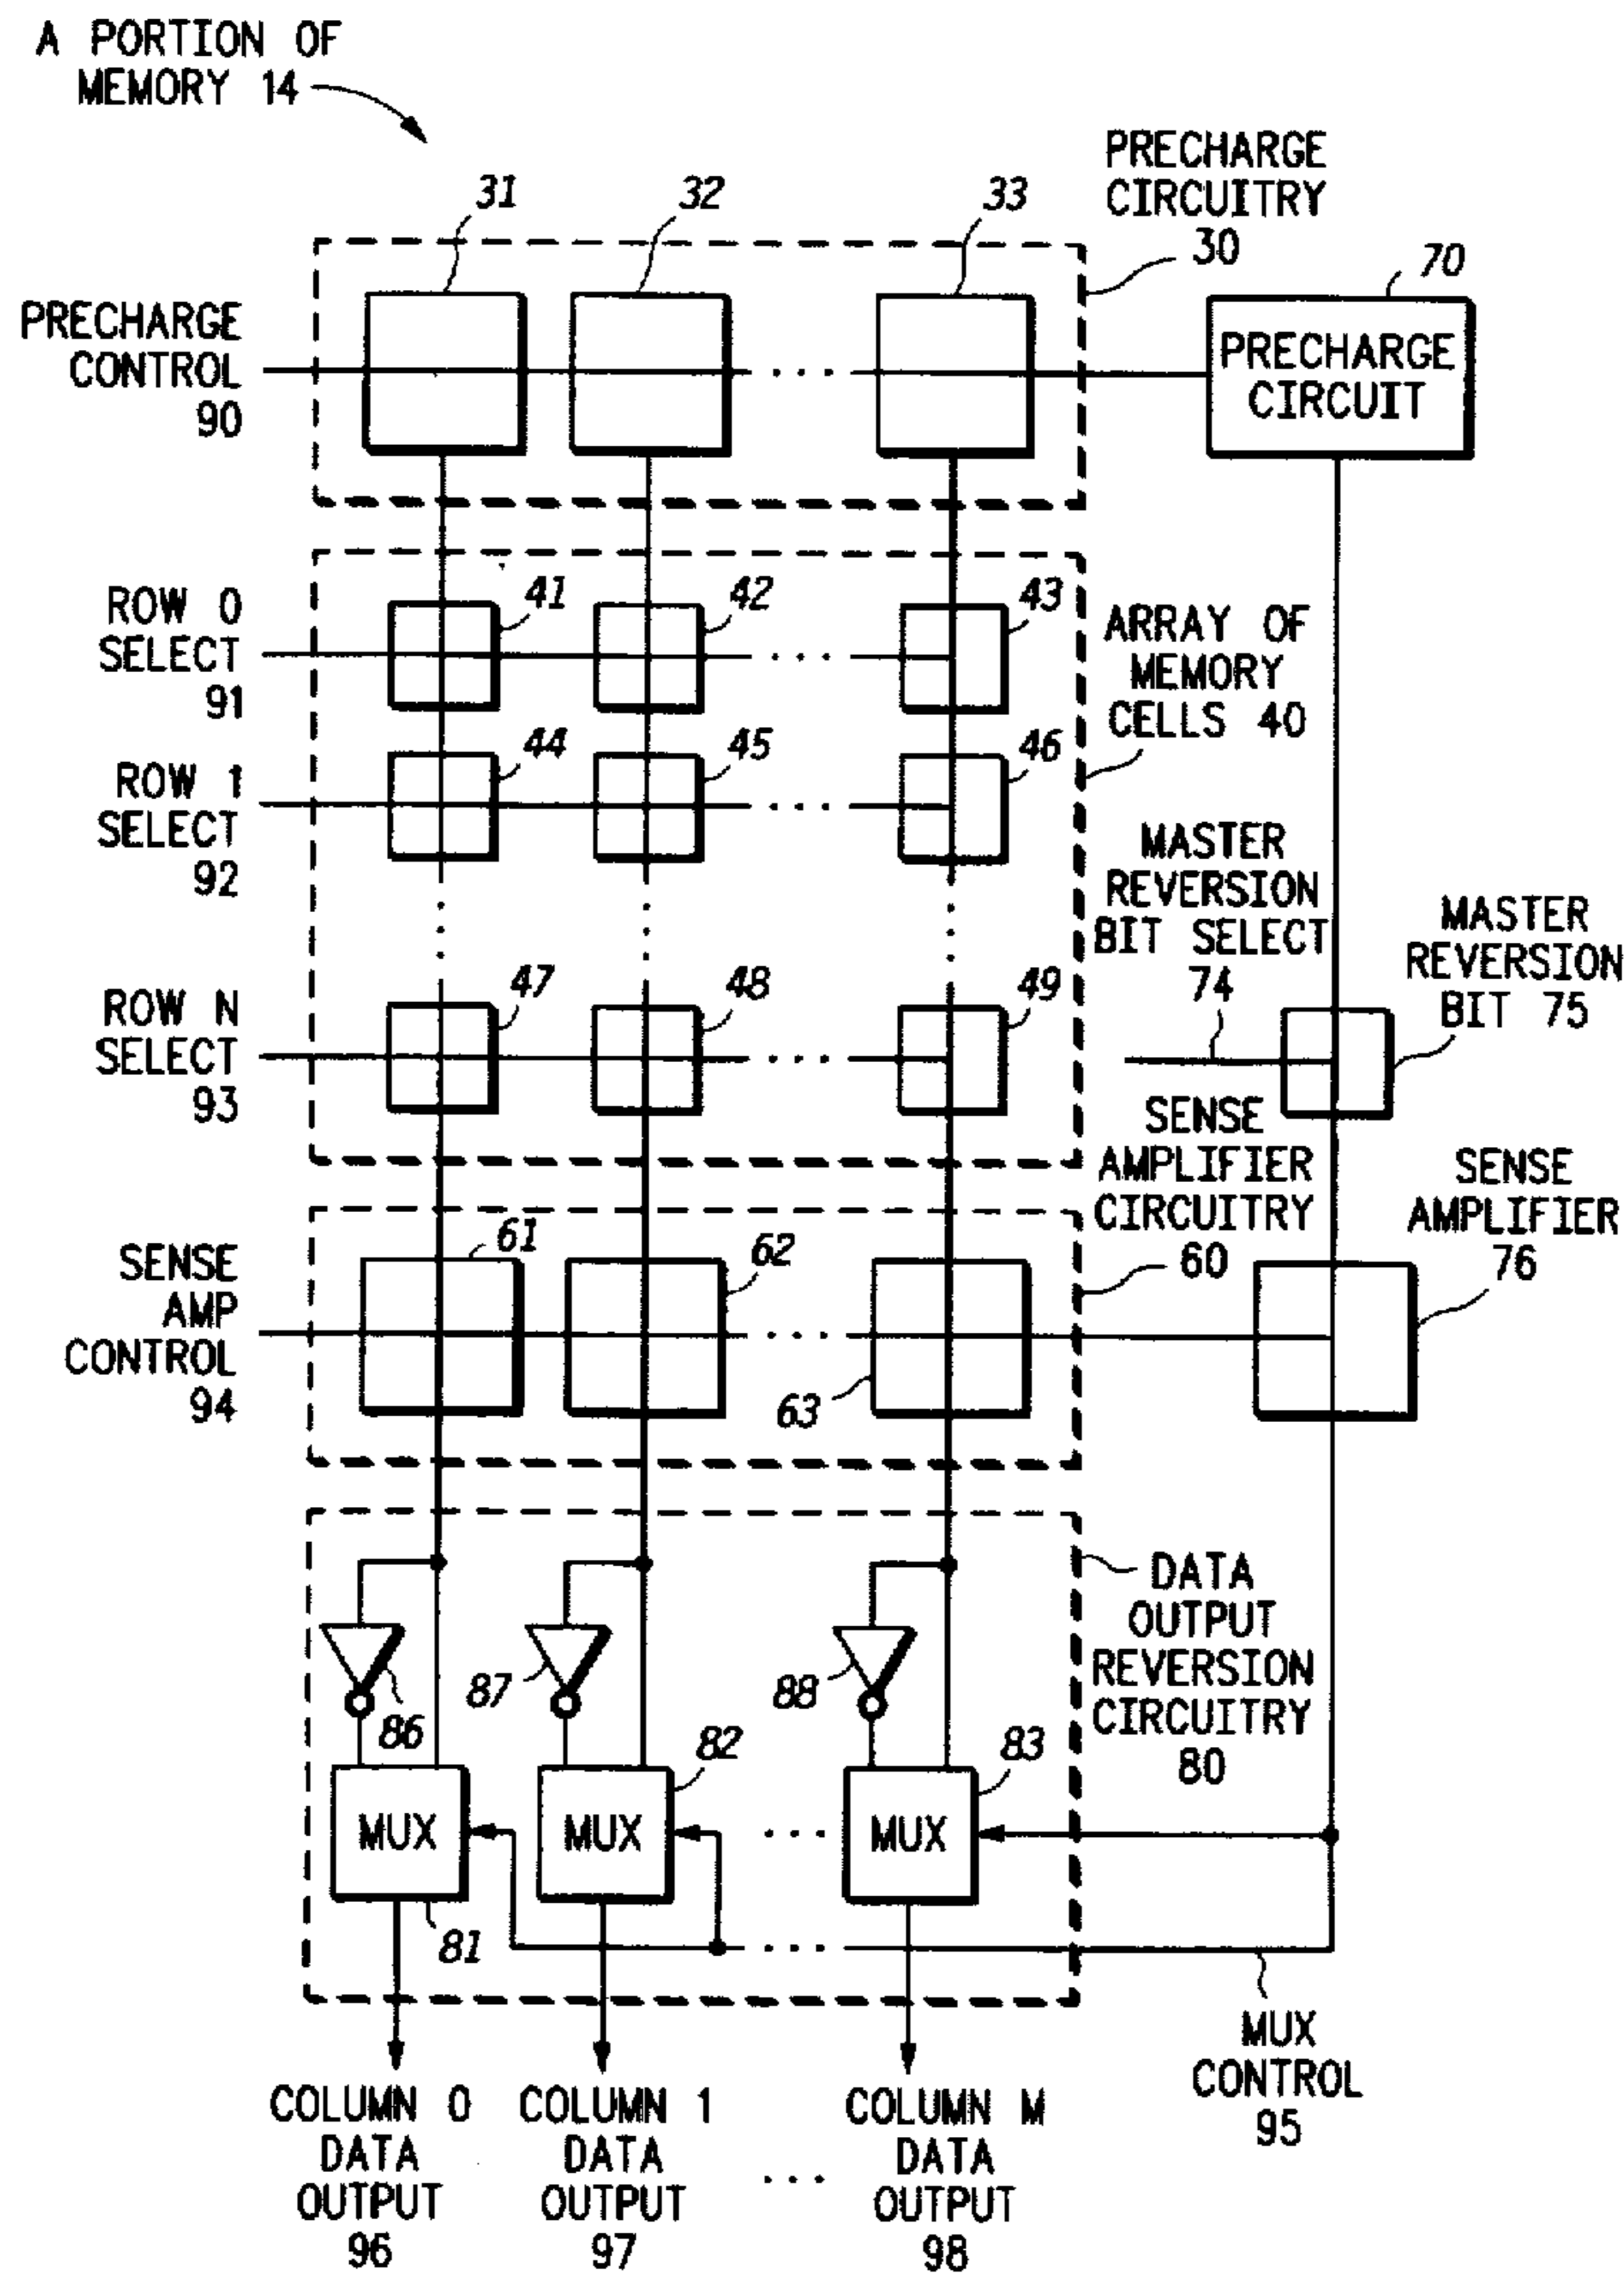 A PORTION OF
MEMORY 14
31
32
33
PRECHARGE
CIRCUITRY
30
70
PRECHARGE
CONTROL
90
PRECHARGE
CIRCUIT
ROW 0
SELECT
91
41
42
43
ARRAY OF
MEMORY
CELLS 40
ROW 1
SELECT
92
44
45
46
MASTER
REVERSION
BIT SELECT
74
MASTER
REVERSION
BIT 75
ROW N
SELECT
93
47
48
49
SENSE
AMPLIFIER
CIRCUITRY
60
SENSE
AMPLIFIER
76
SENSE
AMP
CONTROL
94
61
62
63
DATA
OUTPUT
REVERSION
CIRCUITRY
80
86
87
88
82
83
MUX
MUX
MUX
81
MUX
CONTROL
95
COLUMN 0
DATA
OUTPUT
96
COLUMN 1
DATA
OUTPUT
97
COLUMN M
DATA
OUTPUT
98